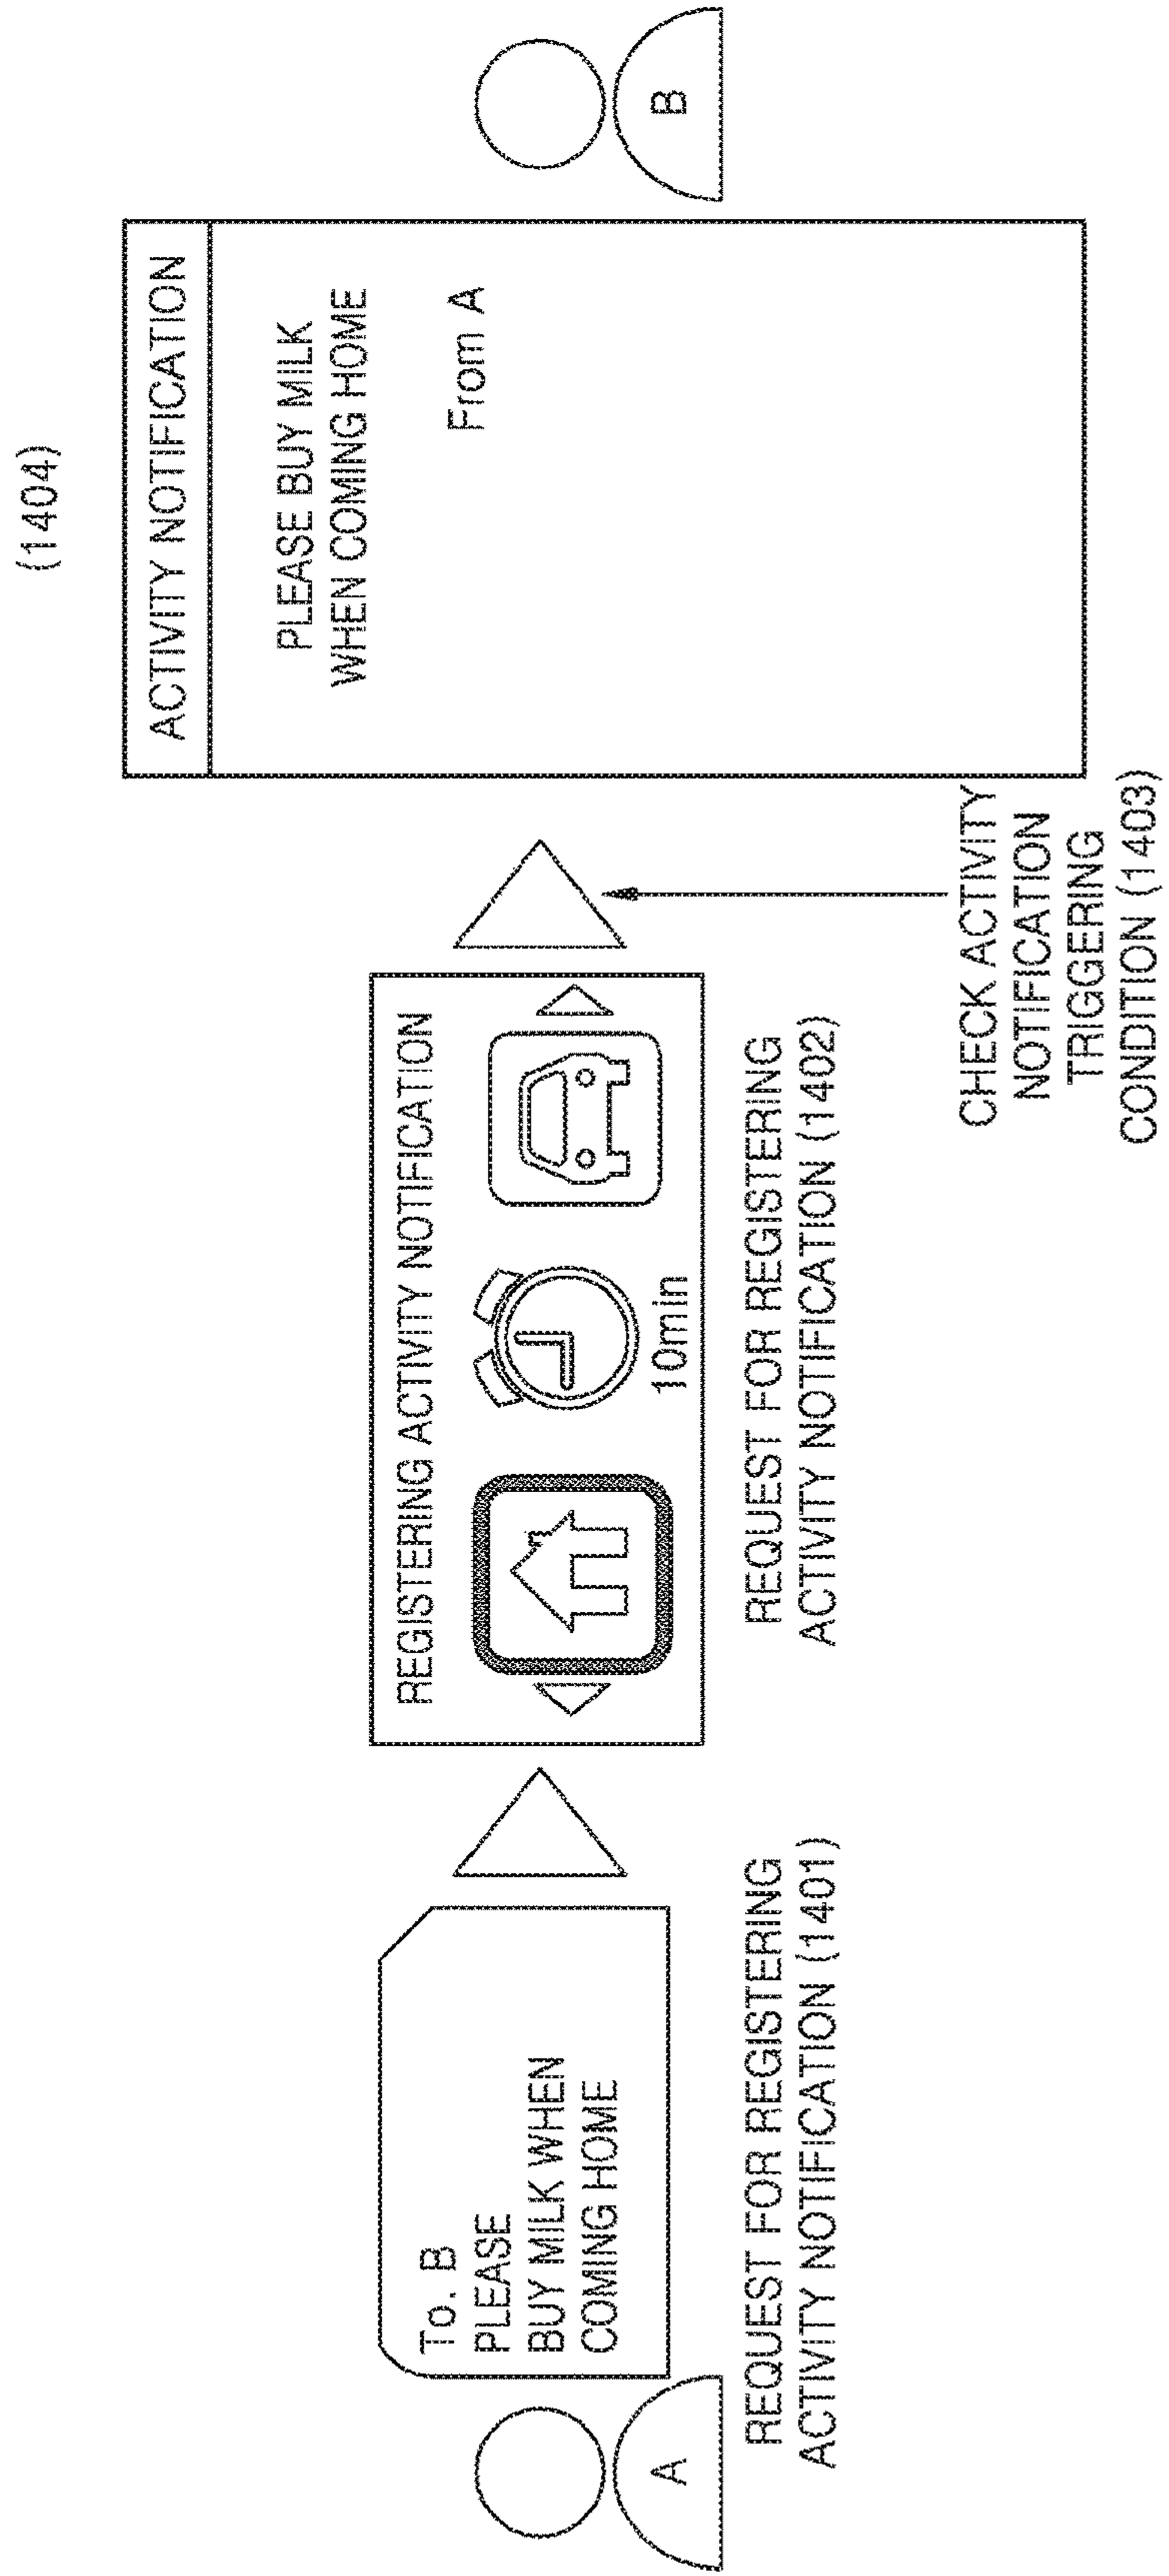 To. B
PLEASE
BUY MILK WHEN
COMING HOME
A
REQUEST FOR REGISTERING
ACTIVITY NOTIFICATION (1401)
REGISTERING ACTIVITY NOTIFICATION
10min
REQUEST FOR REGISTERING
ACTIVITY NOTIFICATION (1402)
CHECK ACTIVITY
NOTIFICATION
TRIGGERING
CONDITION (1403)
(1404)
ACTIVITY NOTIFICATION
PLEASE BUY MILK
WHEN COMING HOME
From A
B